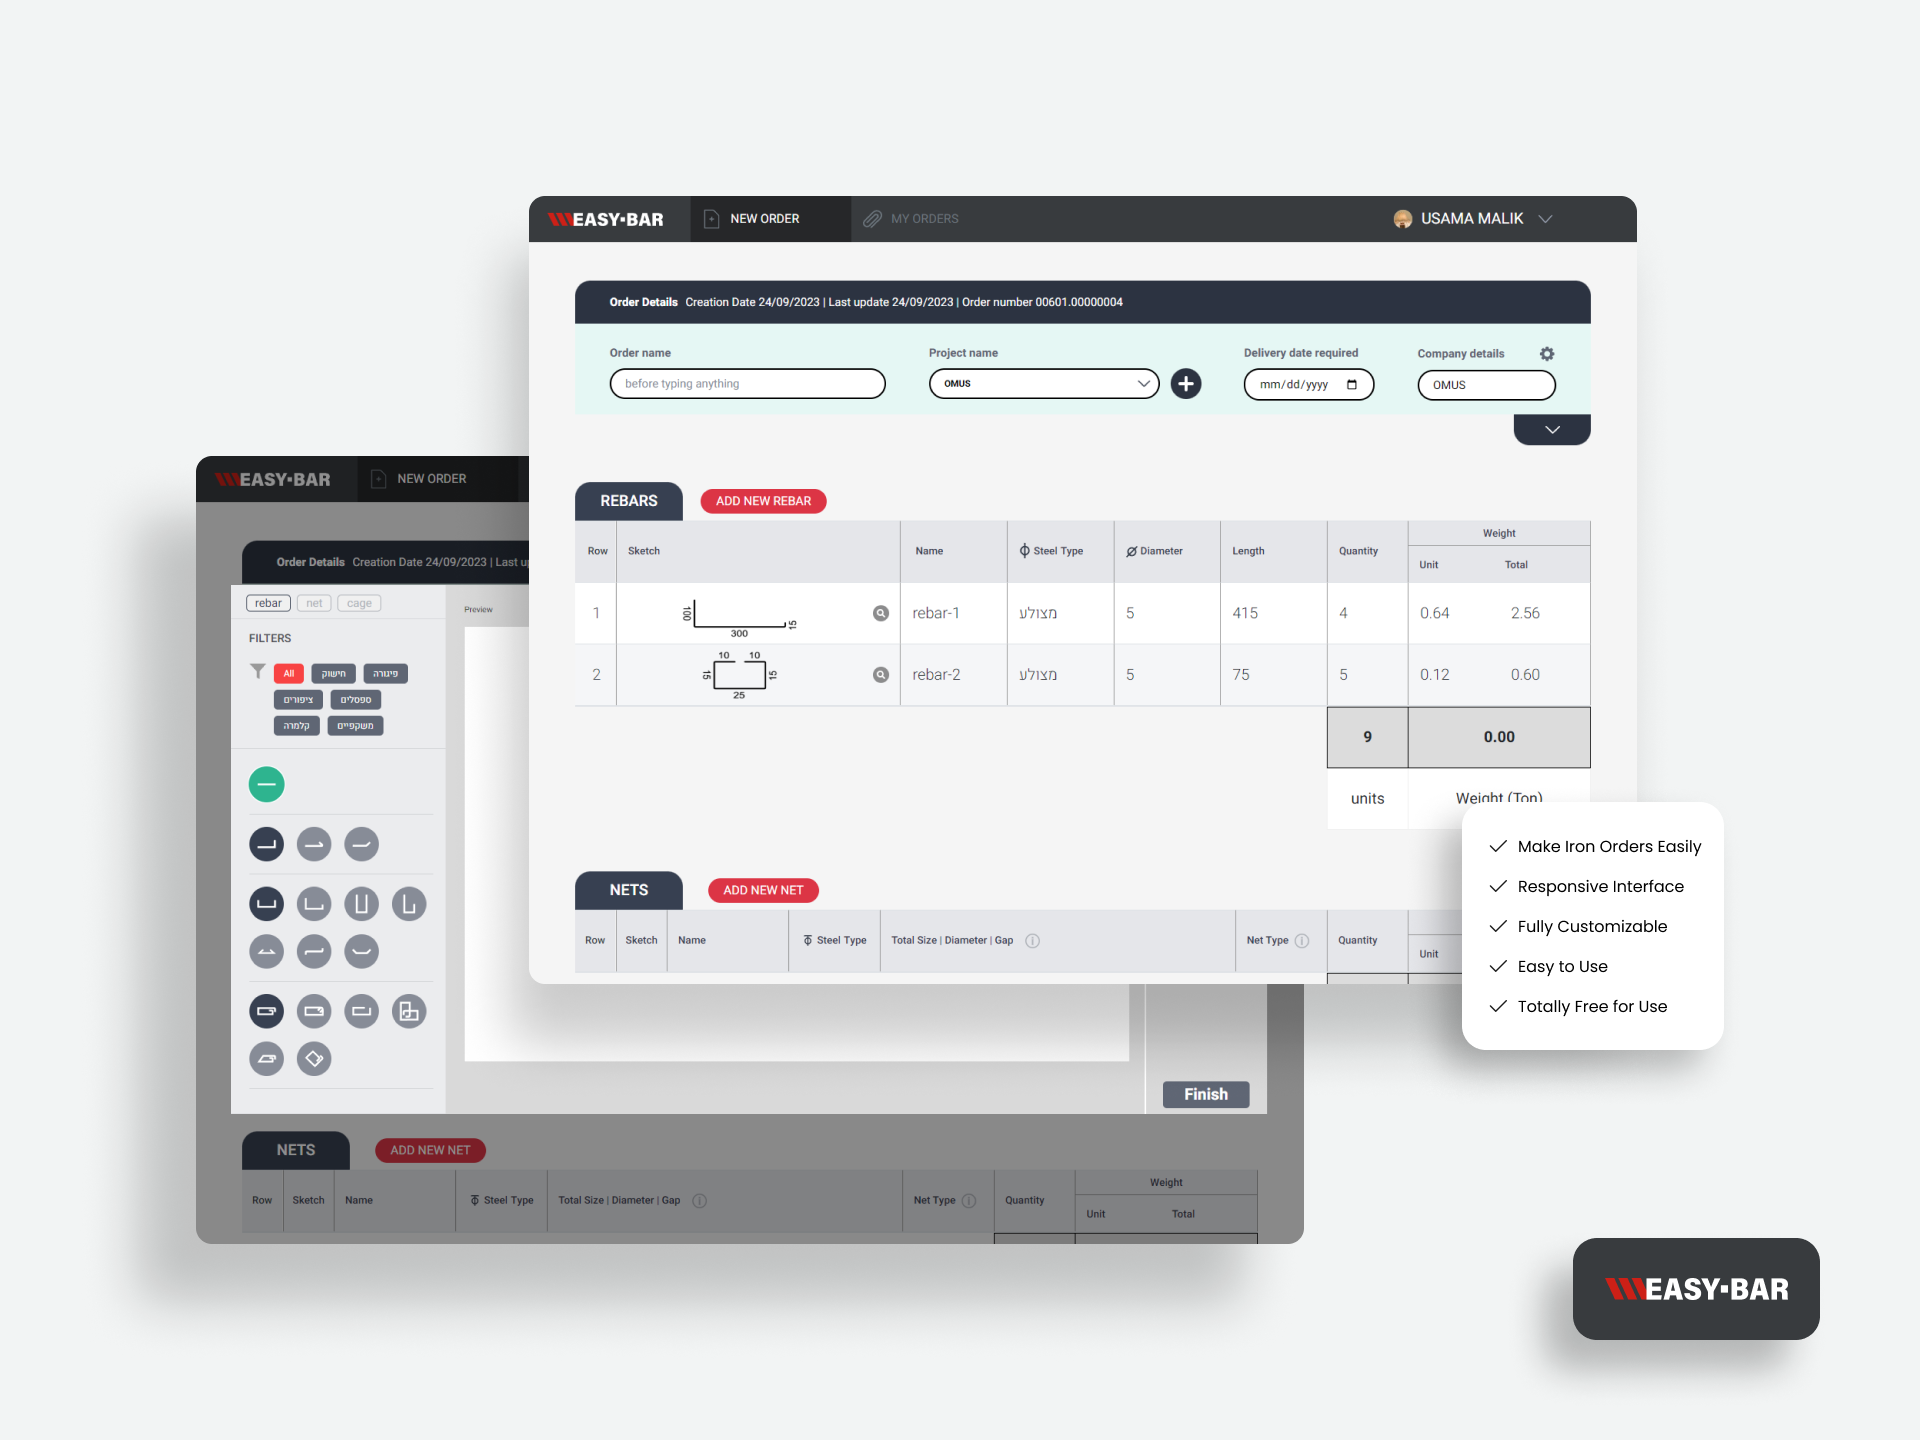 EASY·BAR
NEW ORDER
MY ORDERS
USAMA MALIK
Order Details Creation Date 24/09/2023 | Last update 24/09/2023 | Order number 00601.00000004
Order name
Project name
Delivery date required
Company details
before typing anything
OMUS
mm/dd/yyyy
OMUS
REBARS
ADD NEW REBAR
Row
Sketch
Name
Steel Type
Diameter
Length
Quantity
Weight
Unit
Total
1
100
300
15
rebar-1
מצולע
5
415
4
0.64
2.56
2
10
10
15
15
25
rebar-2
מצולע
5
75
5
0.12
0.60
9
0.00
units
Weight (Ton)
NETS
ADD NEW NET
Row
Sketch
Name
Steel Type
Total Size | Diameter | Gap
Net Type
Quantity
Unit
Make Iron Orders Easily
Responsive Interface
Fully Customizable
Easy to Use
Totally Free for Use
EASY·BAR
NEW ORDER
Order Details Creation Date 24/09/2023 | Last
rebar
net
cage
Preview
FILTERS
All
חישוק
פיגורה
ציפורים
ספסלים
קלמרה
משקפיים
Finish
NETS
ADD NEW NET
Row
Sketch
Name
Steel Type
Total Size | Diameter | Gap
Net Type
Quantity
Weight
Unit
Total
EASY·BAR